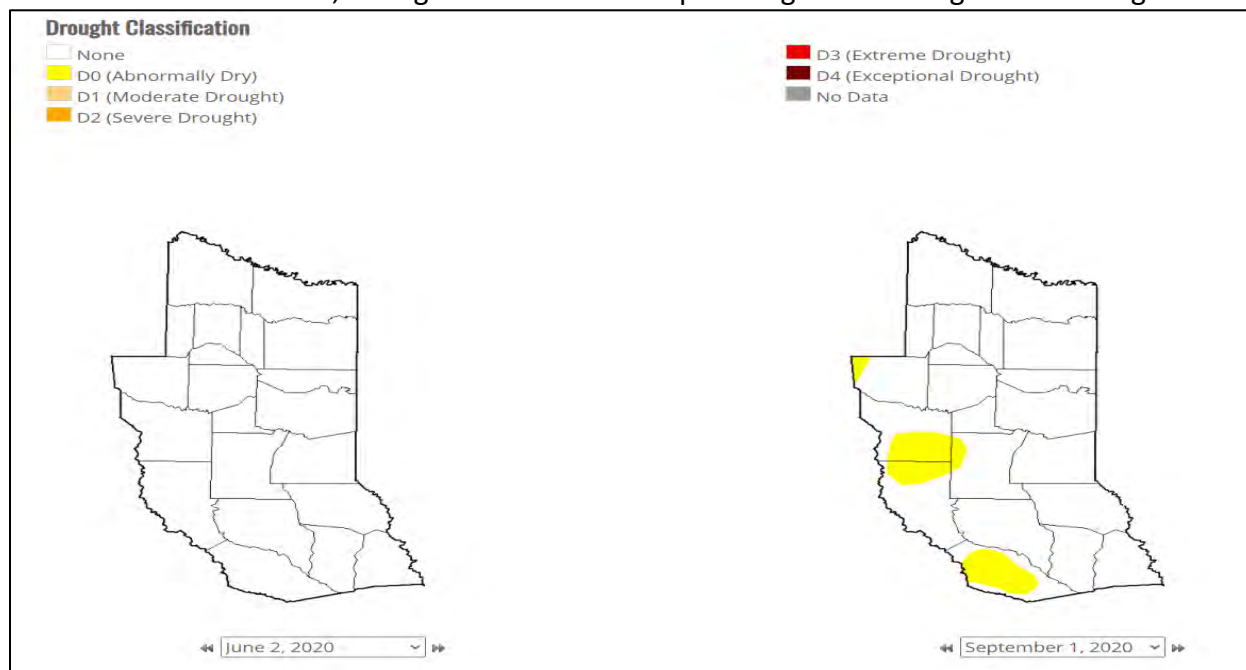 Drought Classification
None
D0 (Abnormally Dry)
D1 (Moderate Drought)
D2 (Severe Drought)
D3 (Extreme Drought)
D4 (Exceptional Drought)
No Data
June 2, 2020
September 1, 2020